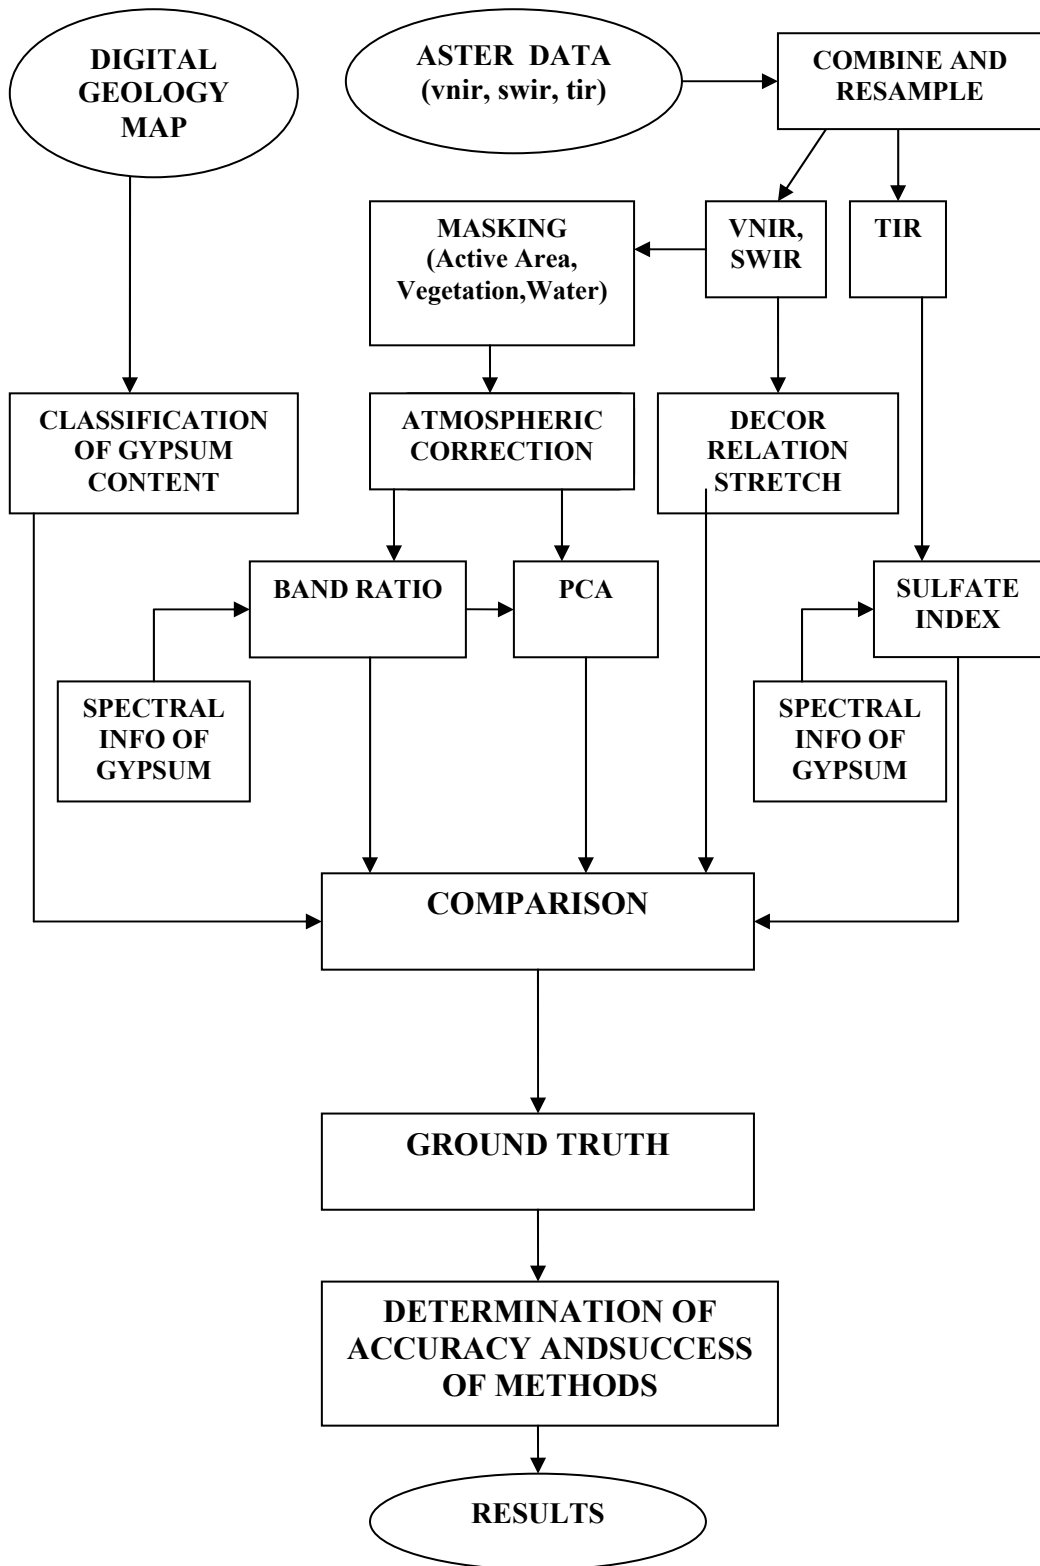 DIGITAL
GEOLOGY
MAP
ASTER DATA
(vnir, swir, tir)
COMBINE AND
RESAMPLE
MASKING
(Active Area,
Vegetation,Water)
VNIR,
SWIR
TIR
CLASSIFICATION
OF GYPSUM
CONTENT
ATMOSPHERIC
CORRECTION
DECOR
RELATION
STRETCH
BAND RATIO
PCA
SULFATE
INDEX
SPECTRAL
INFO OF
GYPSUM
SPECTRAL
INFO OF
GYPSUM
COMPARISON
GROUND TRUTH
DETERMINATION OF
ACCURACY ANDSUCCESS
OF METHODS
RESULTS